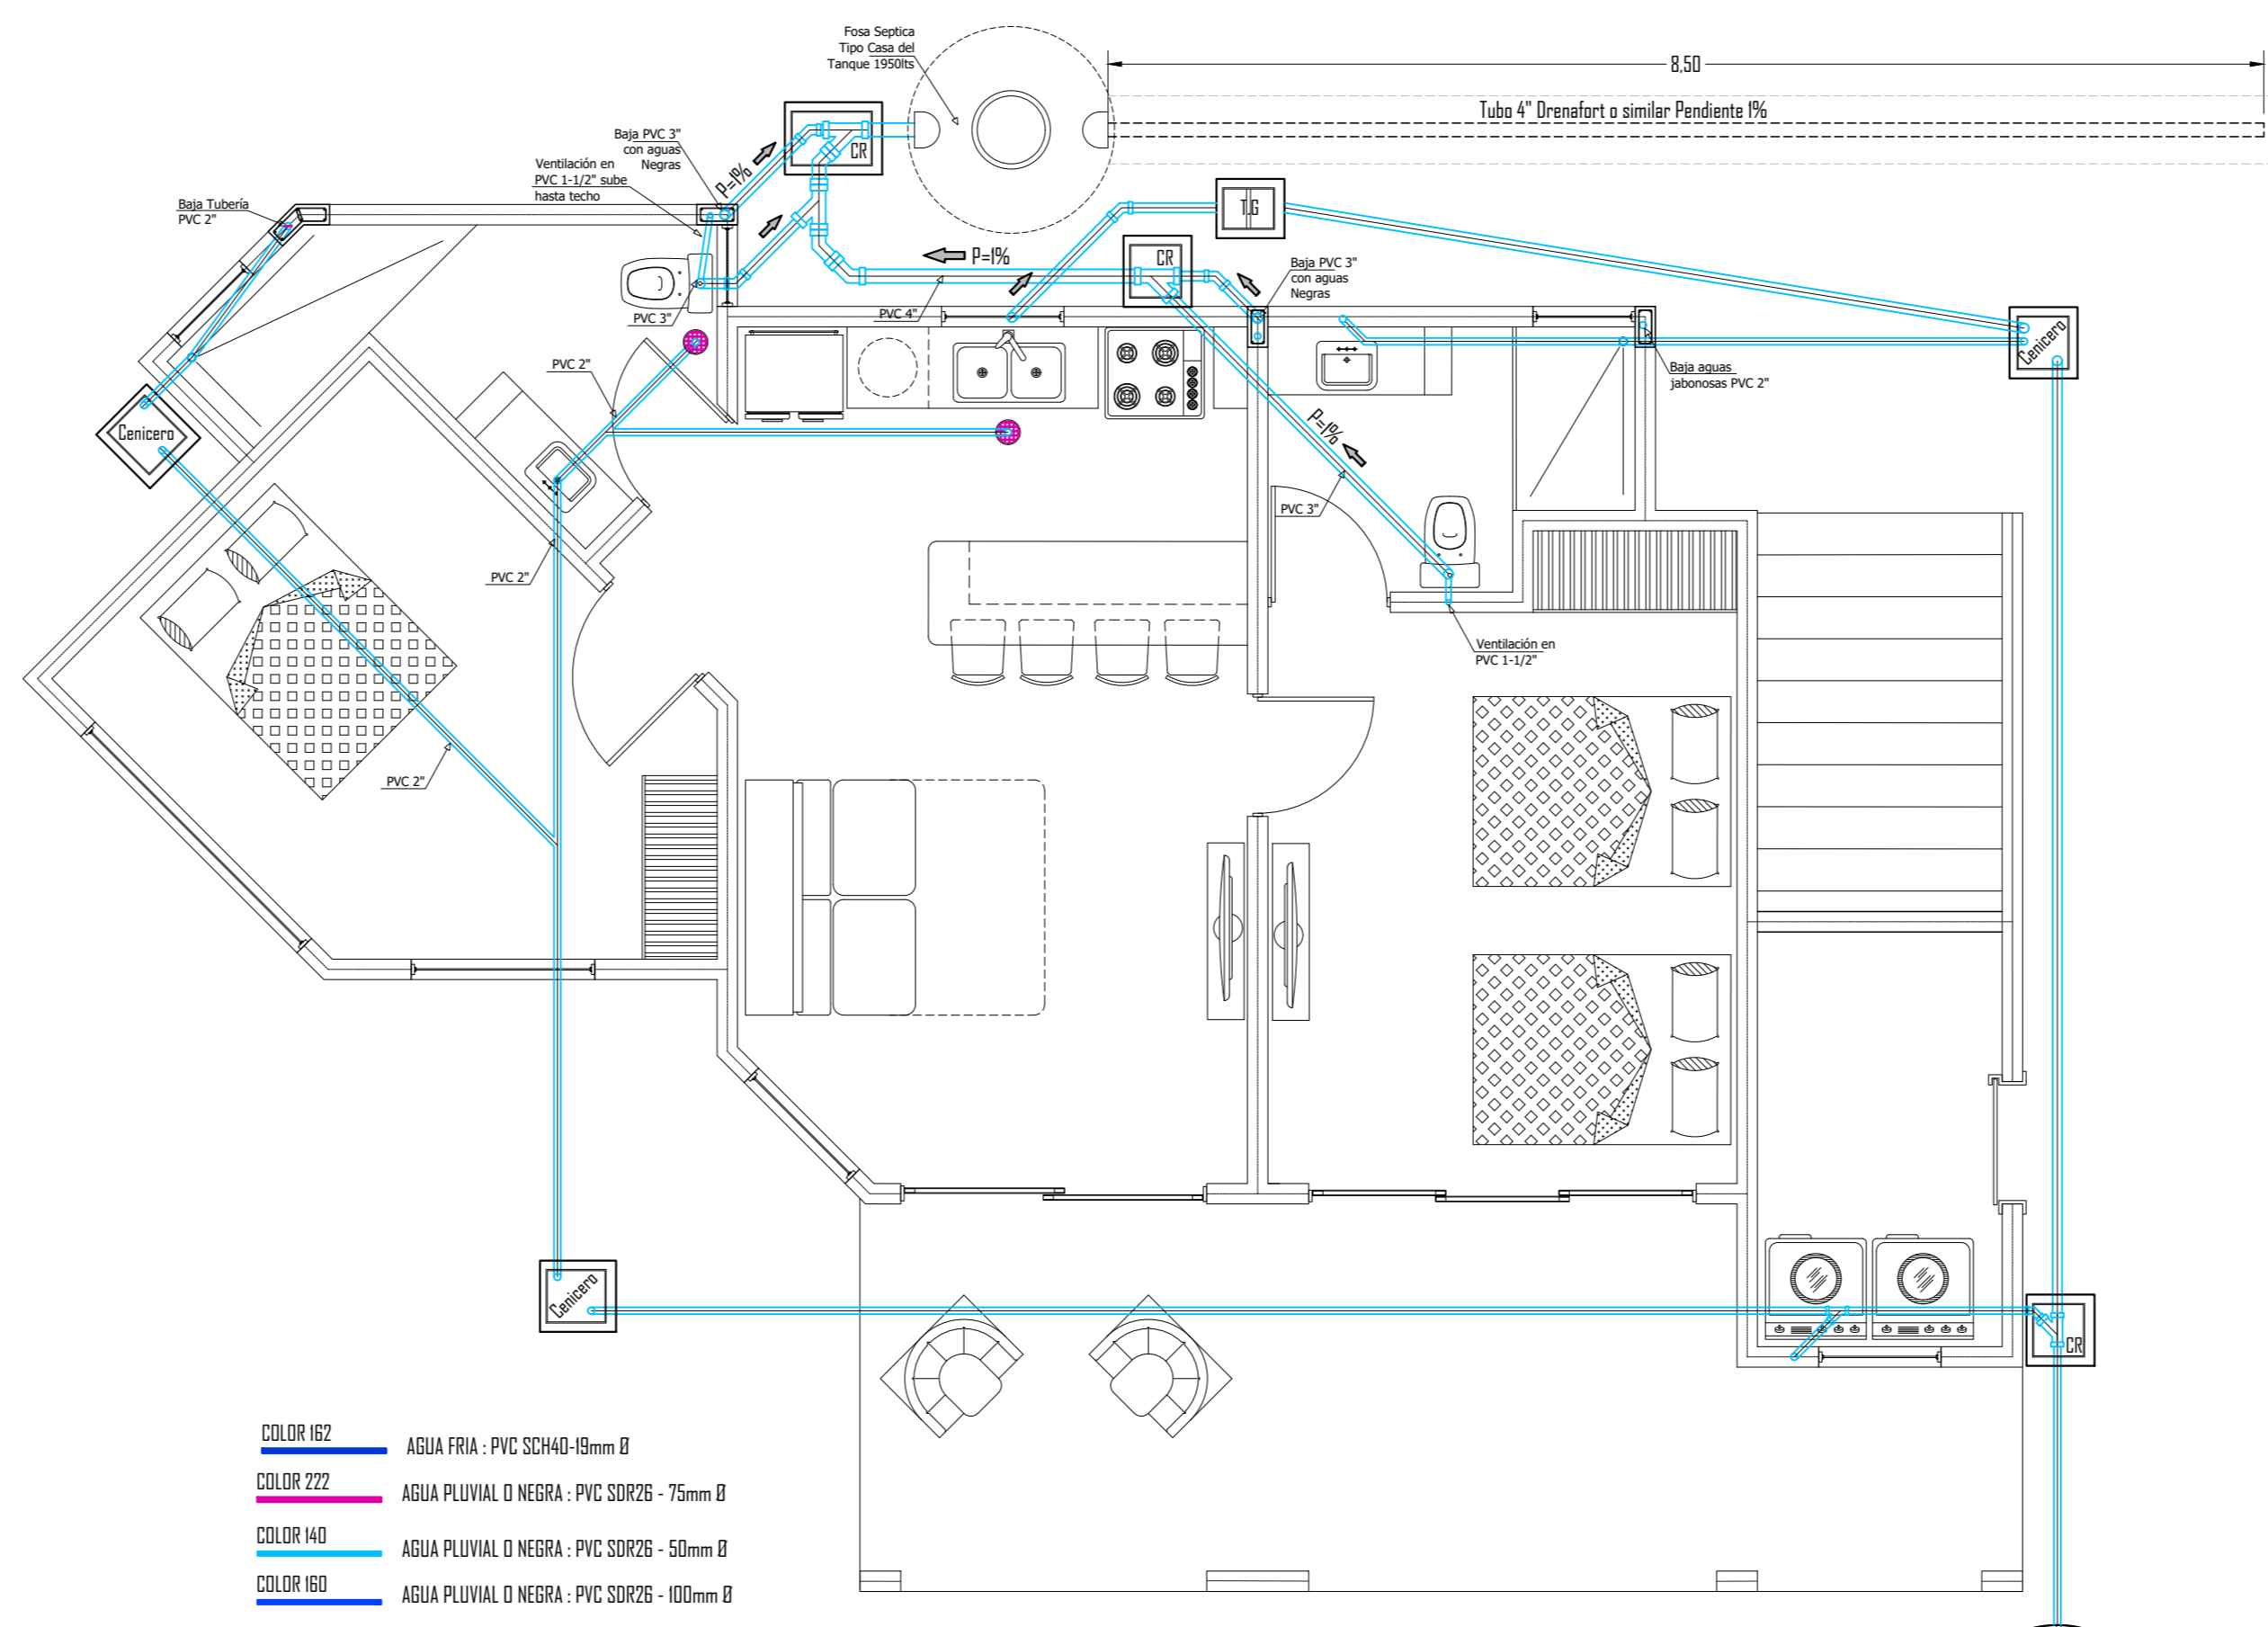 Fosa Septica
Tipo Casa del
Tanque 1950lts
8,50
Tubo 4" Drenafort o similar Pendiente 1%
Baja PVC 3"
con aguas
Negras
CR
P=1%
Ventilación en
PVC 1-1/2" sube
hasta techo
Baja Tubería
PVC 2"
T.G
P=1%
CR
Baja PVC 3"
con aguas
Negras
PVC 3"
PVC 4"
Cenicero
PVC 2"
Baja aguas
jabonosas PVC 2"
Cenicero
P=1%
PVC 3"
PVC 2"
Ventilación en
PVC 1-1/2"
PVC 2"
Cenicero
CR
COLOR 162
AGUA FRIA : PVC SCH40-19mm Ø
COLOR 222
AGUA PLUVIAL O NEGRA : PVC SDR26 - 75mm Ø
COLOR 140
AGUA PLUVIAL O NEGRA : PVC SDR26 - 50mm Ø
COLOR 160
AGUA PLUVIAL O NEGRA : PVC SDR26 - 100mm Ø